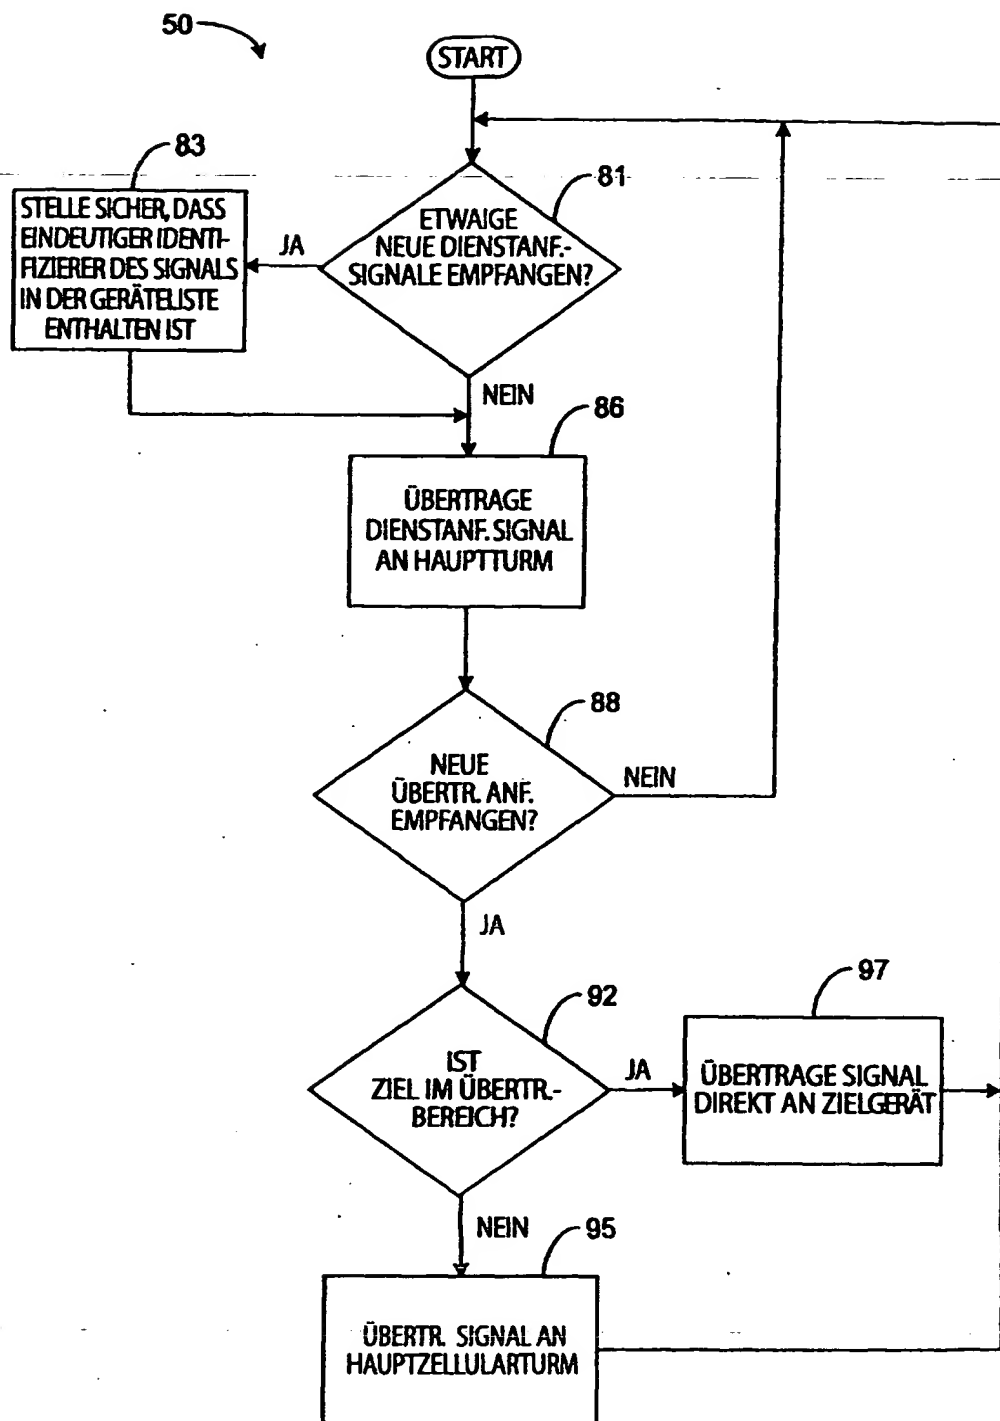 50
START
83
81
STELLE SICHER, DASS
EINDEUTIGER IDENTI-
FIZIERER DES SIGNALS
IN DER GERÄTELISTE
ENTHALTEN IST
JA
ETWAIGE
NEUE DIENSTANF.-
SIGNALE EMPFANGEN?
NEIN
86
ÜBERTRAGE
DIENSTANF. SIGNAL
AN HAUPTTURM
88
NEUE
ÜBERTR. ANF.
EMPFANGEN?
NEIN
JA
92
97
IST
ZIEL IM ÜBERTR.-
BEREICH?
JA
ÜBERTRAGE SIGNAL
DIREKT AN ZIELGERÄT
NEIN
95
ÜBERTR. SIGNAL AN
HAUPTZELLULARTURM